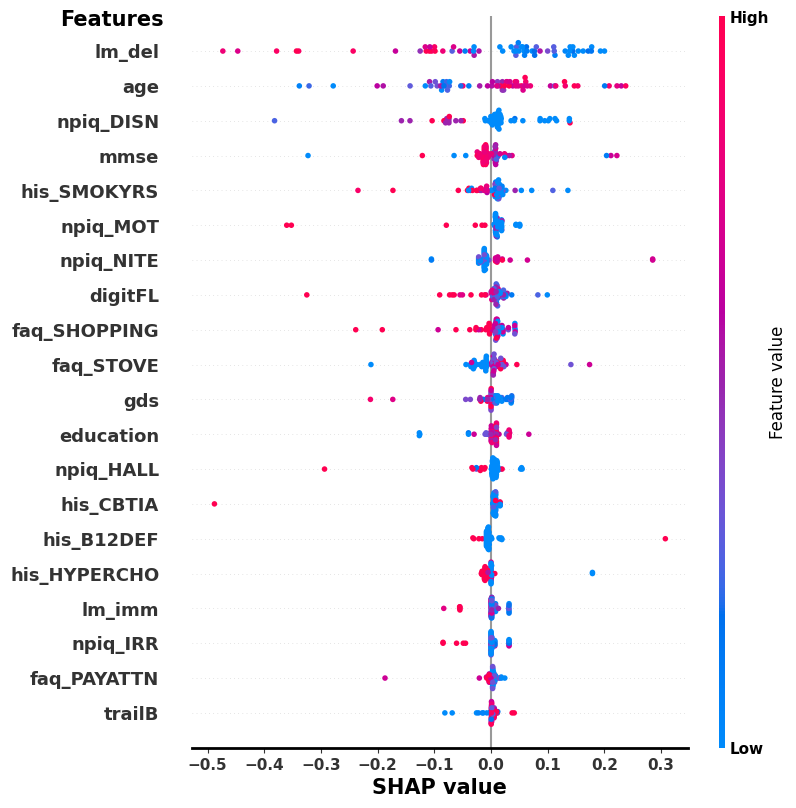 Features
High
lm_del
age
npiq_DISN
mmse
his_SMOKYRS
npiq_MOT
npiq_NITE
digitFL
faq_SHOPPING
faq_STOVE
gds
education
npiq_HALL
his_CBTIA
his_B12DEF
his_HYPERCHO
lm_imm
npiq_IRR
faq_PAYATTN
trailB
Feature value
Low
−0.5 −0.4 −0.3 −0.2 −0.1 0.0 0.1 0.2 0.3
SHAP value